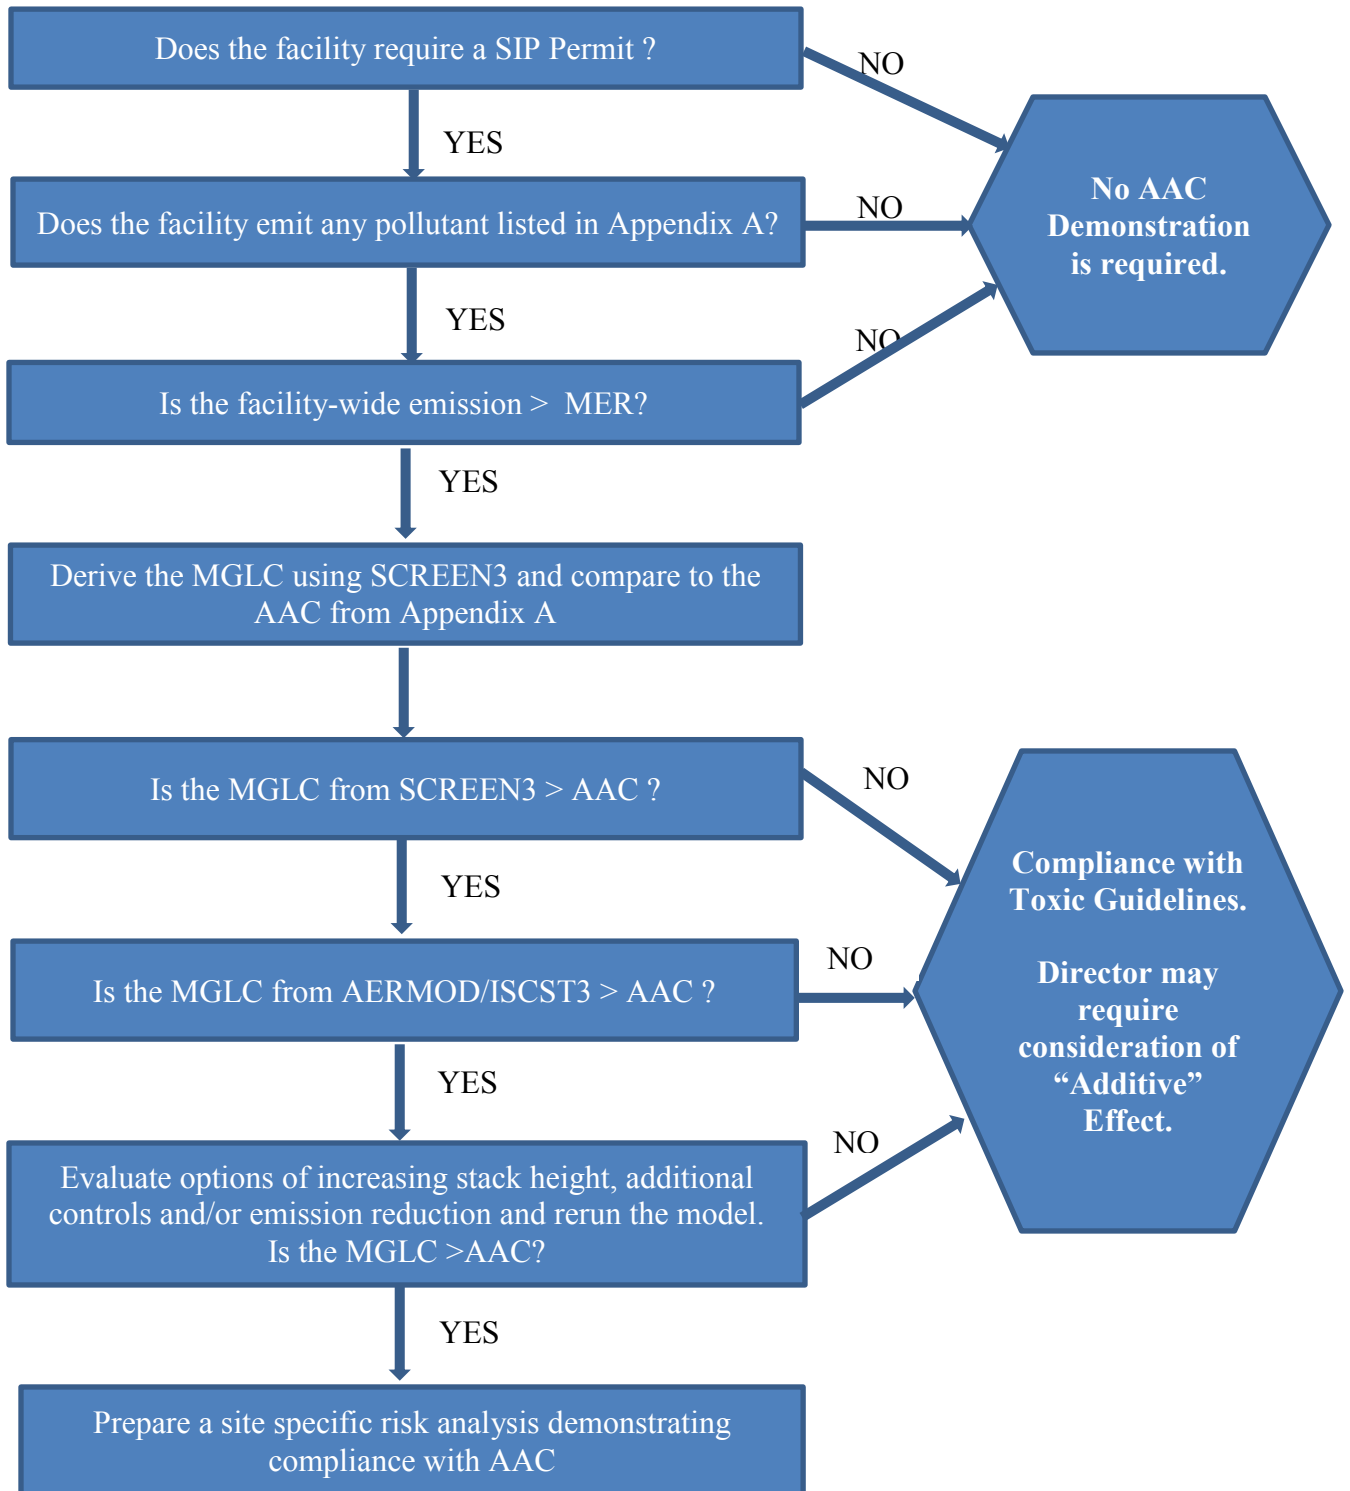 Does the facility require a SIP Permit ?
NO
YES
No AAC
Demonstration
is required.
Does the facility emit any pollutant listed in Appendix A?
NO
YES
NO
Is the facility-wide emission >  MER?
YES
Derive the MGLC using SCREEN3 and compare to the
AAC from Appendix A
Is the MGLC from SCREEN3 > AAC ?
NO
YES
Compliance with
Toxic Guidelines.
Director may
require
consideration of
“Additive”
Effect.
Is the MGLC from AERMOD/ISCST3 > AAC ?
NO
YES
NO
Evaluate options of increasing stack height, additional
controls and/or emission reduction and rerun the model.
Is the MGLC >AAC?
YES
Prepare a site specific risk analysis demonstrating
compliance with AAC